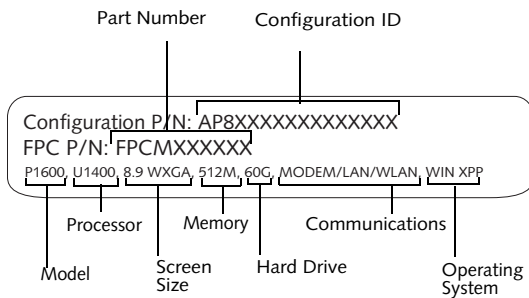 Part Number
Configuration ID
Configuration P/N: AP8XXXXXXXXXXXXX
FPC P/N: FPCMXXXXXX
P1600, U1400, 8.9 WXGA, 512M, 60G, MODEM/LAN/WLAN, WIN XPP
Processor
Memory
Communications
Model
Screen
Size
Hard Drive
Operating
System